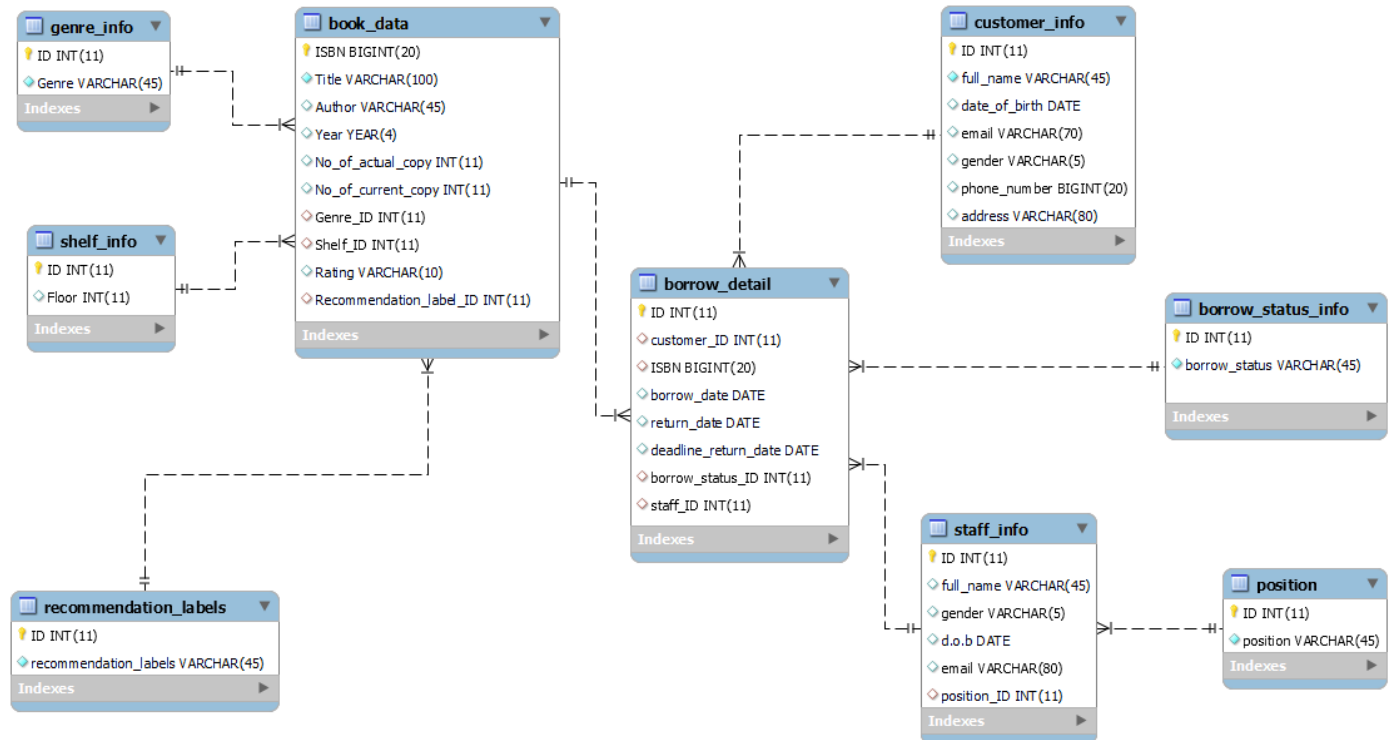 genre_info
ID INT(11)
Genre VARCHAR(45)
Indexes
book_data
ISBN BIGINT(20)
Title VARCHAR(100)
Author VARCHAR(45)
Year YEAR(4)
No_of_actual_copy INT(11)
No_of_current_copy INT(11)
Genre_ID INT(11)
Shelf_ID INT(11)
Rating VARCHAR(10)
Recommendation_label_ID INT(11)
Indexes
customer_info
ID INT(11)
full_name VARCHAR(45)
date_of_birth DATE
email VARCHAR(70)
gender VARCHAR(5)
phone_number BIGINT(20)
address VARCHAR(80)
Indexes
shelf_info
ID INT(11)
Floor INT(11)
Indexes
borrow_detail
ID INT(11)
customer_ID INT(11)
ISBN BIGINT(20)
borrow_date DATE
return_date DATE
deadline_return_date DATE
borrow_status_ID INT(11)
staff_ID INT(11)
Indexes
borrow_status_info
ID INT(11)
borrow_status VARCHAR(45)
Indexes
staff_info
ID INT(11)
full_name VARCHAR(45)
gender VARCHAR(5)
d.o.b DATE
email VARCHAR(80)
position_ID INT(11)
Indexes
position
ID INT(11)
position VARCHAR(45)
Indexes
recommendation_labels
ID INT(11)
recommendation_labels VARCHAR(45)
Indexes